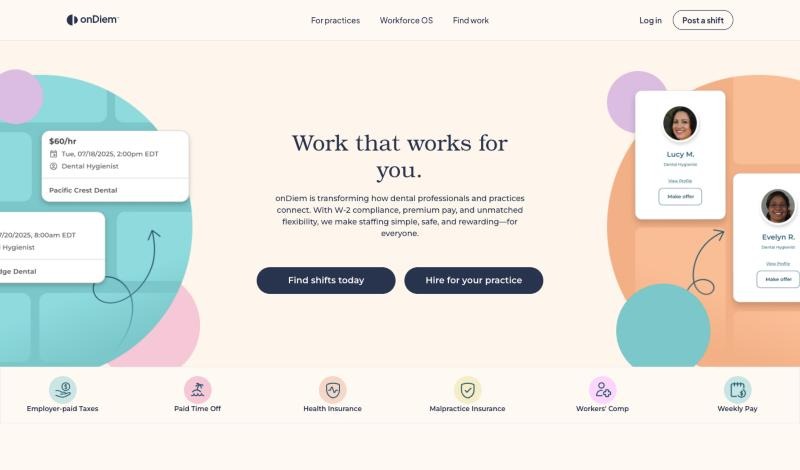 onDiem
For practices
Workforce OS
Find work
Log in
Post a shift
$60/hr
Tue, 07/18/2025, 2:00pm EDT
Dental Hygienist
Pacific Crest Dental
7/20/2025, 8:00am EDT
Hygienist
dge Dental
Work that works for
you.
onDiem is transforming how dental professionals and practices
connect. With W-2 compliance, premium pay, and unmatched
flexibility, we make staffing simple, safe, and rewarding—for
everyone.
Find shifts today
Hire for your practice
Lucy M.
Dental Hygienist
View Profile
Make offer
Evelyn R.
Dental Hygienist
View Profile
Make offer
Employer-paid Taxes
Paid Time Off
Health Insurance
Malpractice Insurance
Workers' Comp
Weekly Pay